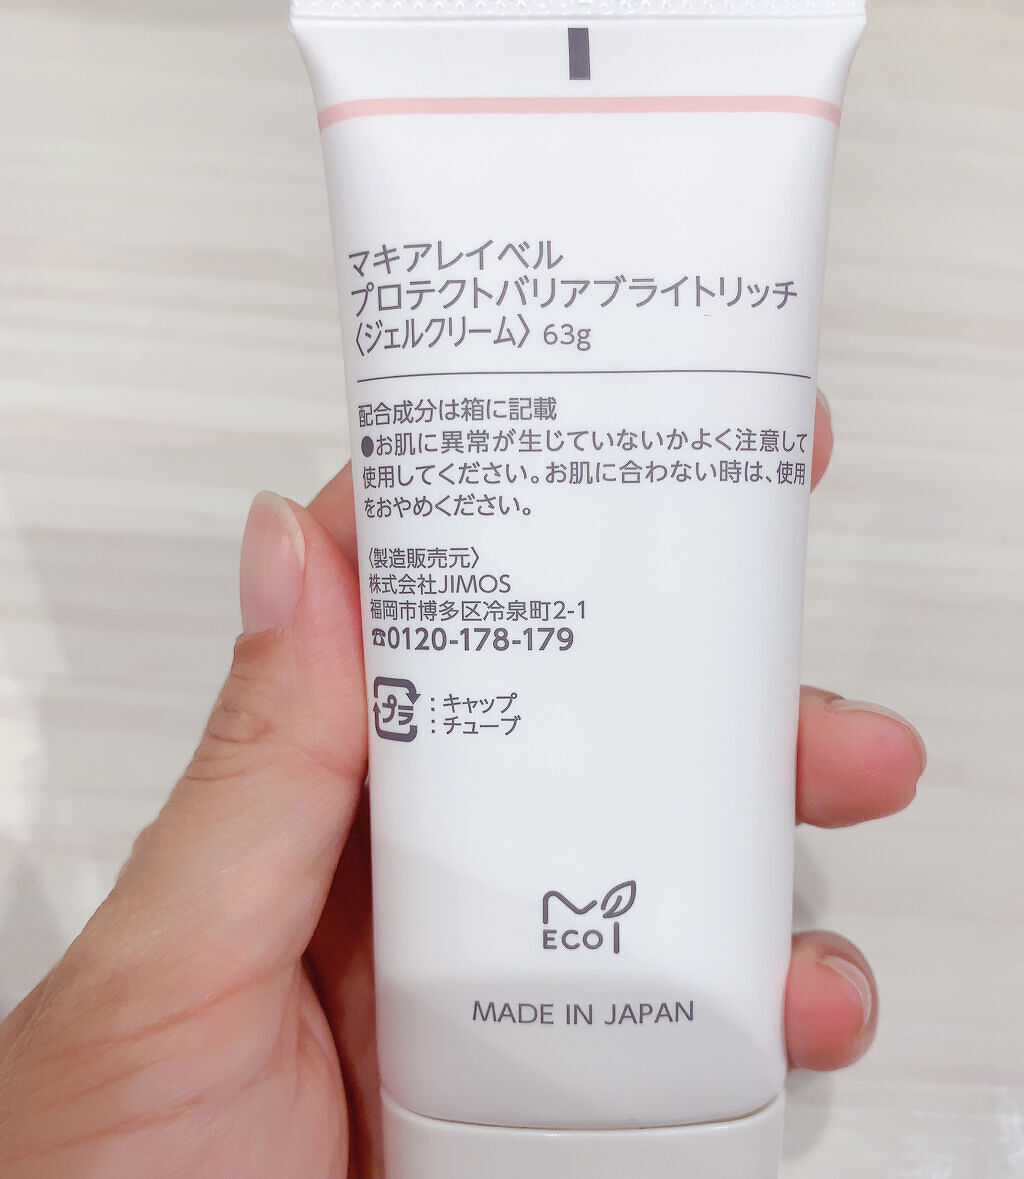 マキアレイベル
プロテクトバリアブライトリッチ
〈ジェルクリーム〉 63g
配合成分は箱に記載
●お肌に異常が生じていないかよく注意して
使用してください。お肌に合わない時は、使用
をおやめください。
〈製造販売元〉
株式会社JIMOS
福岡市博多区冷泉町2-1
☎0120-178-179
プラ
：キャップ
：チューブ
ECO
MADE IN JAPAN